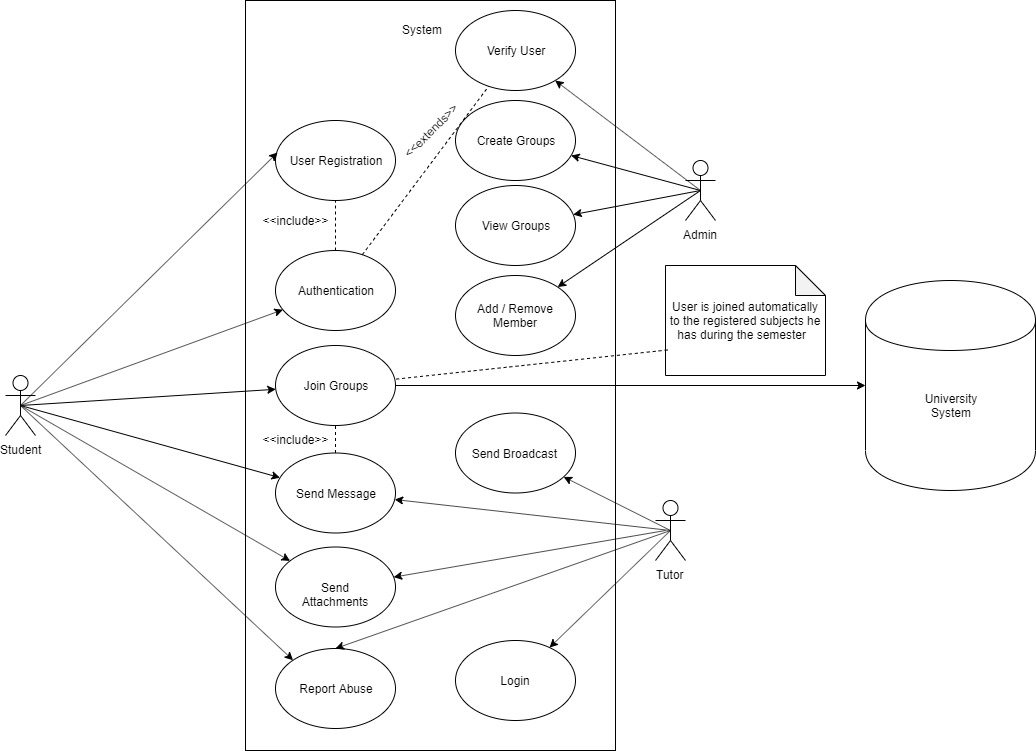 System
Verify User
<<extends>>
Create Groups
User Registration
<<include>>
View Groups
Admin
Authentication
Add / Remove
Member
User is joined automatically
to the registered subjects he
has during the semester
Join Groups
University
System
Student
<<include>>
Send Broadcast
Send Message
Tutor
Send
Attachments
Report Abuse
Login